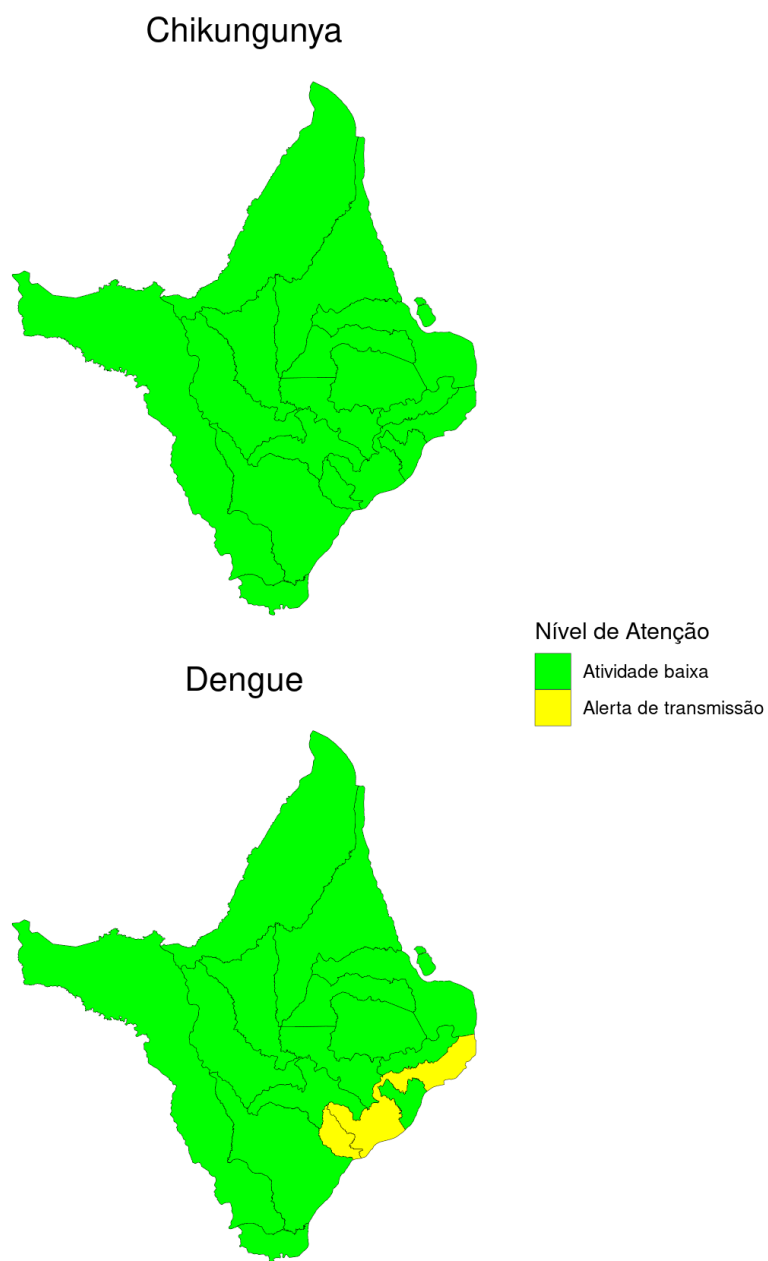 Chikungunya
Nível de Atenção
Atividade baixa
Alerta de transmissão
Dengue